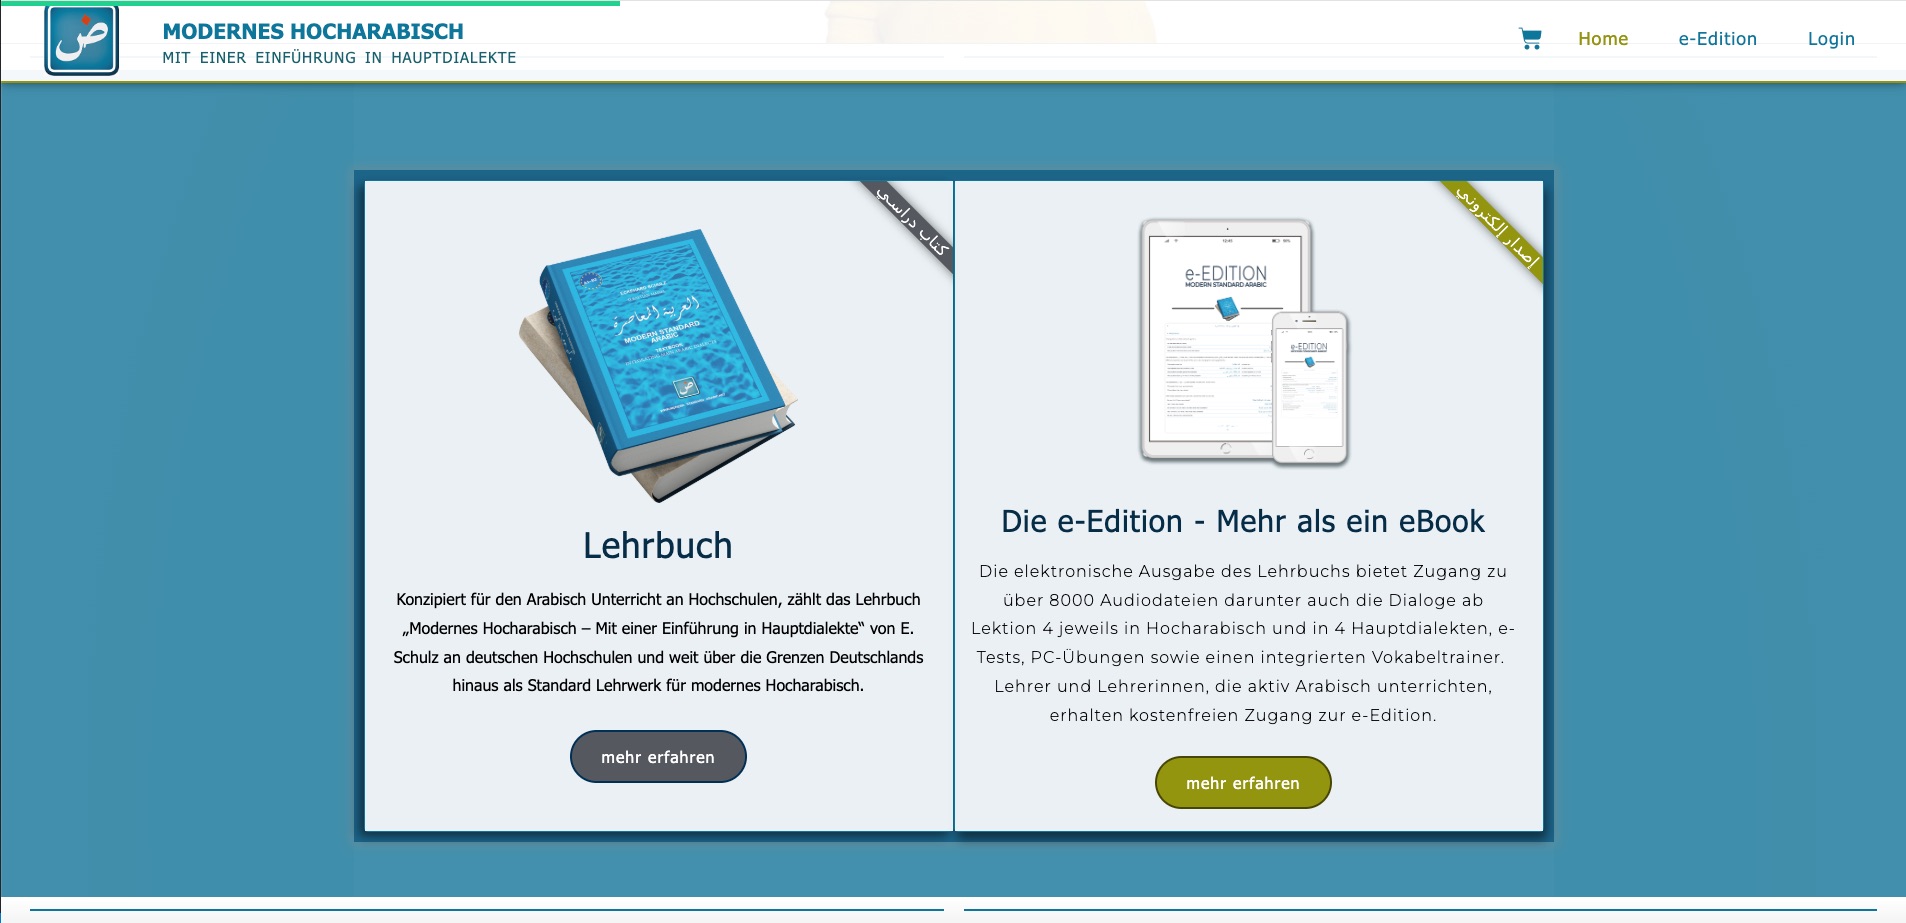 ض
MODERNES HOCHARABISCH
MIT EINER EINFÜHRUNG IN HAUPTDIALEKTE
Home
e-Edition
Login
كتاب دراسي
العربية المعاصرة
MODERN STANDARD
ARABIC
TEXTBOOK
ض
Lehrbuch
Konzipiert für den Arabisch Unterricht an Hochschulen, zählt das Lehrbuch
„Modernes Hocharabisch – Mit einer Einführung in Hauptdialekte“ von E.
Schulz an deutschen Hochschulen und weit über die Grenzen Deutschlands
hinaus als Standard Lehrwerk für modernes Hocharabisch.
mehr erfahren
إصدار إلكتروني
e-EDITION
MODERN STANDARD ARABIC
e-EDITION
Die e-Edition - Mehr als ein eBook
Die elektronische Ausgabe des Lehrbuchs bietet Zugang zu
über 8000 Audiodateien darunter auch die Dialoge ab
Lektion 4 jeweils in Hocharabisch und in 4 Hauptdialekten, e-
Tests, PC-Übungen sowie einen integrierten Vokabeltrainer.
Lehrer und Lehrerinnen, die aktiv Arabisch unterrichten,
erhalten kostenfreien Zugang zur e-Edition.
mehr erfahren